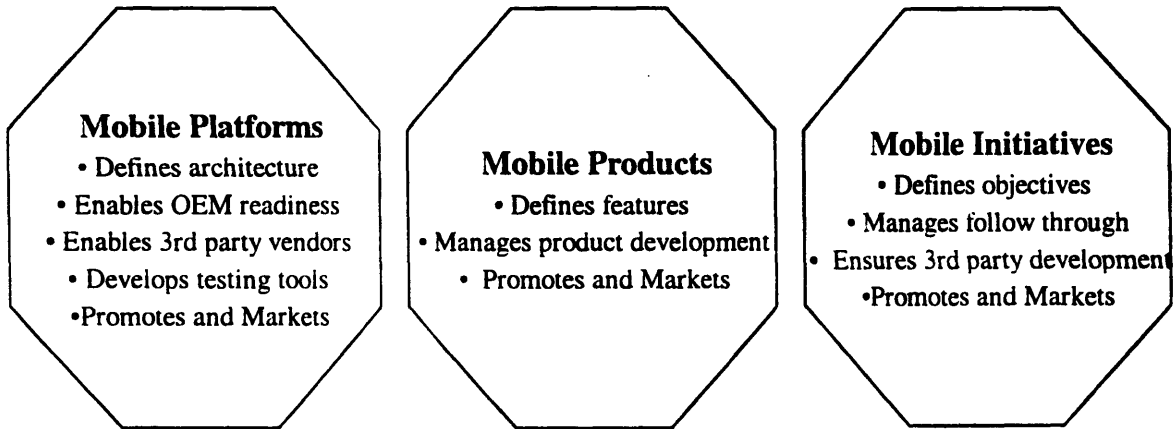 Mobile Platforms
• Defines architecture
• Enables OEM readiness
• Enables 3rd party vendors
• Develops testing tools
•Promotes and Markets
Mobile Products
• Defines features
• Manages product development
• Promotes and Markets
Mobile Initiatives
• Defines objectives
• Manages follow through
• Ensures 3rd party development
•Promotes and Markets